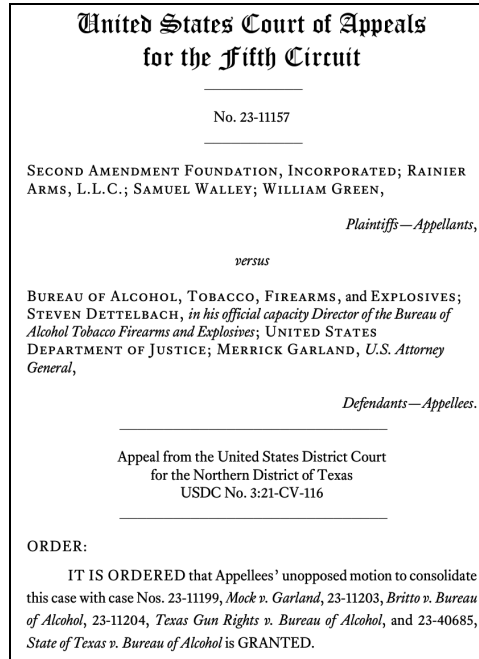 United States Court of Appeals
for the Fifth Circuit
No. 23-11157
Second Amendment Foundation, Incorporated; Rainier
Arms, L.L.C.; Samuel Walley; William Green,
Plaintiffs—Appellants,
versus
Bureau of Alcohol, Tobacco, Firearms, and Explosives;
Steven Dettelbach, in his official capacity Director of the Bureau of
Alcohol Tobacco Firearms and Explosives; United States
Department of Justice; Merrick Garland, U.S. Attorney
General,
Defendants—Appellees.
Appeal from the United States District Court
for the Northern District of Texas
USDC No. 3:21-CV-116
ORDER:
IT IS ORDERED that Appellees' unopposed motion to consolidate
this case with case Nos. 23-11199, Mock v. Garland, 23-11203, Britto v. Bureau
of Alcohol, 23-11204, Texas Gun Rights v. Bureau of Alcohol, and 23-40685,
State of Texas v. Bureau of Alcohol is GRANTED.